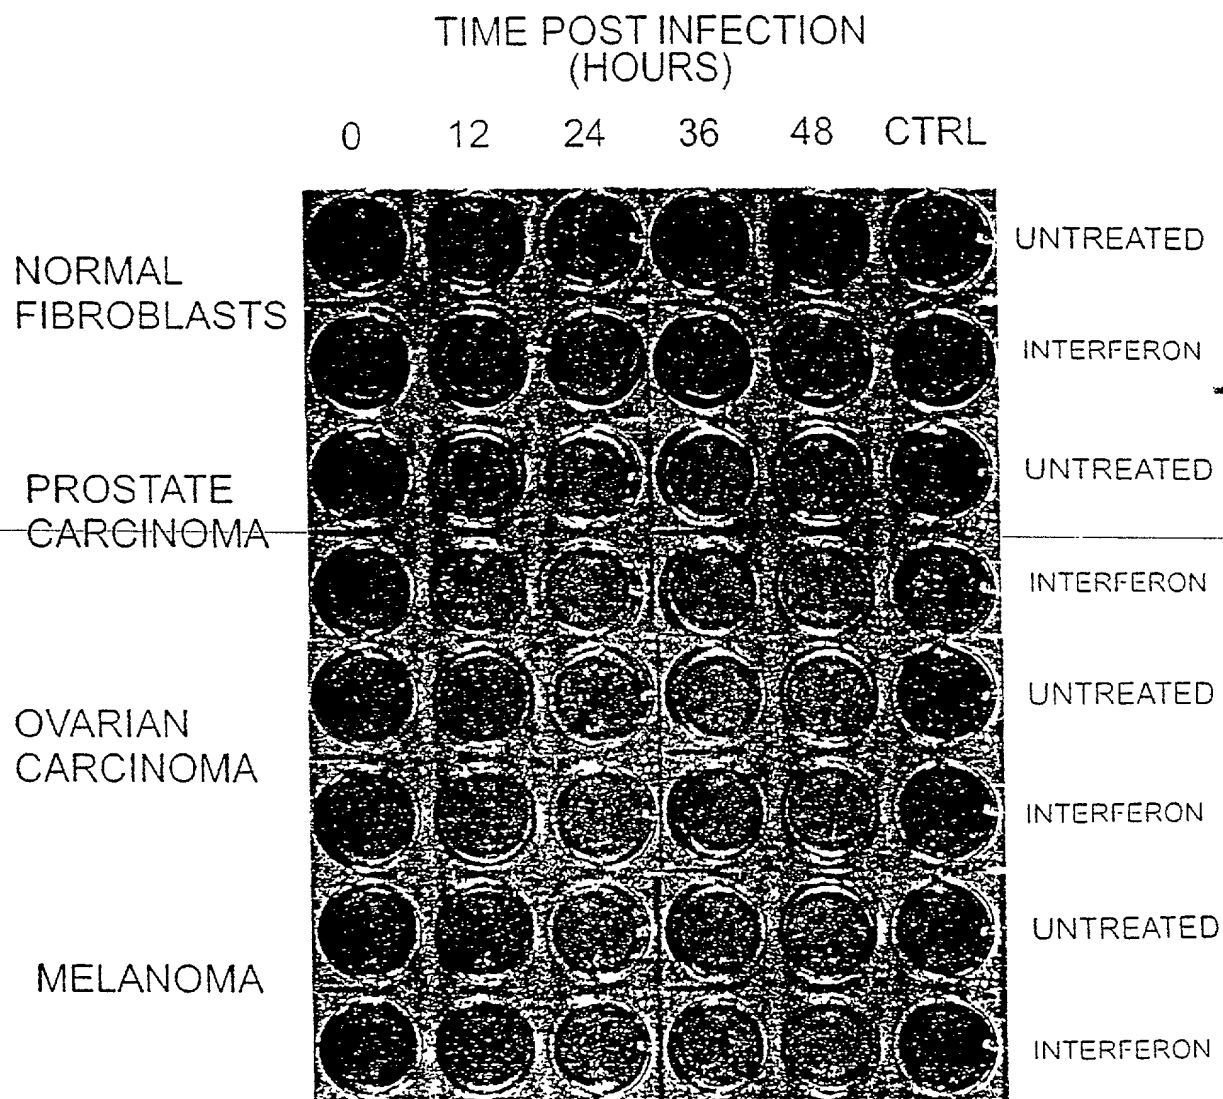 TIME POST INFECTION
(HOURS)
0 12 24 36 48 CTRL
UNTREATED
NORMAL
FIBROBLASTS
INTERFERON
UNTREATED
PROSTATE
CARCINOMA
INTERFERON
UNTREATED
OVARIAN
CARCINOMA
INTERFERON
UNTREATED
MELANOMA
INTERFERON